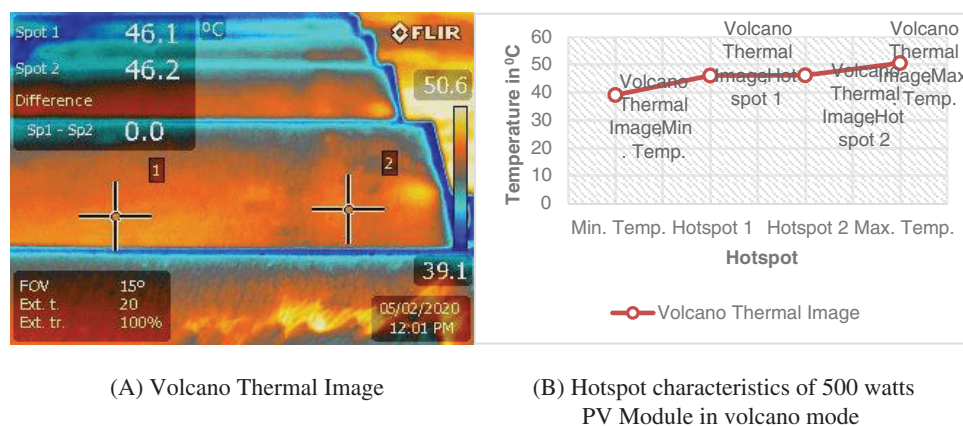 Spot 1 46.1 ºC
Spot 2 46.2
Difference
Sp1 - Sp2 0.0
FLIR
50.6
1
2
39.1
FOV 15º
Ext. t. 20
Ext. tr. 100%
05/02/2020
12:01 PM
(A) Volcano Thermal Image
Temperature in ⁰C
60
50
40
30
20
10
0
Volcano
Thermal
ImageMin
. Temp.
Volcano
Thermal
ImageHot
spot 1
Volcano
Thermal
ImageHot
spot 2
Volcano
Thermal
ImageMax
. Temp.
Min. Temp. Hotspot 1 Hotspot 2 Max. Temp.
Hotspot
Volcano Thermal Image
(B) Hotspot characteristics of 500 watts
PV Module in volcano mode